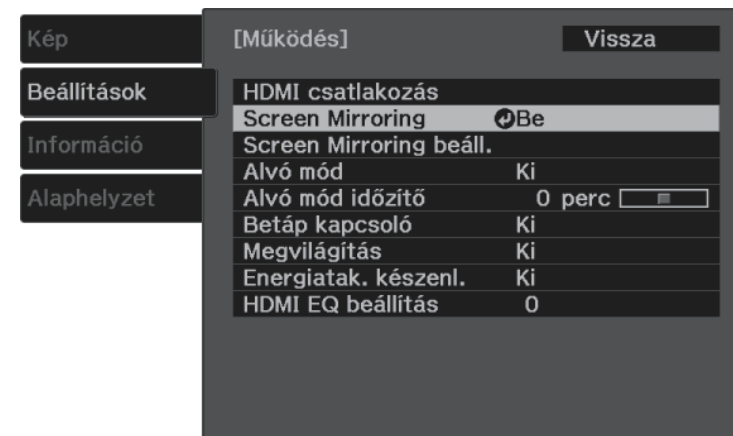 Kép
Beállítások
Információ
Alaphelyzet
[Működés] Vissza
HDMI csatlakozás
Screen Mirroring Be
Screen Mirroring beáll.
Alvó mód Ki
Alvó mód időzítő 0 perc
Betáp kapcsoló Ki
Megvilágítás Ki
Energiatak. készenl. Ki
HDMI EQ beállítás 0